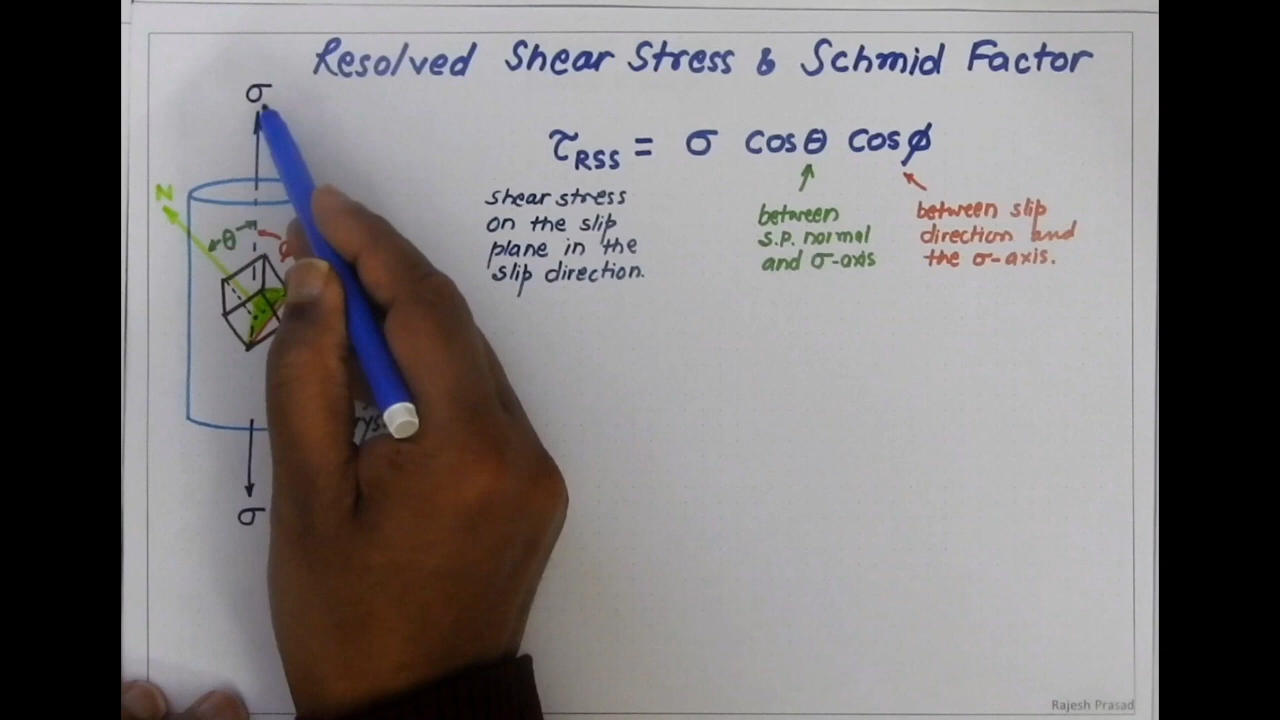 Resolved Shear Stress & Schmid Factor
σ
τRSS = σ cosθ cosϕ
N
θ
ϕ
shear stress
on the slip
plane in the
slip direction.
between
S.P. normal
and σ-axis
between slip
direction and
the σ-axis.
σ
Rajesh Prasad